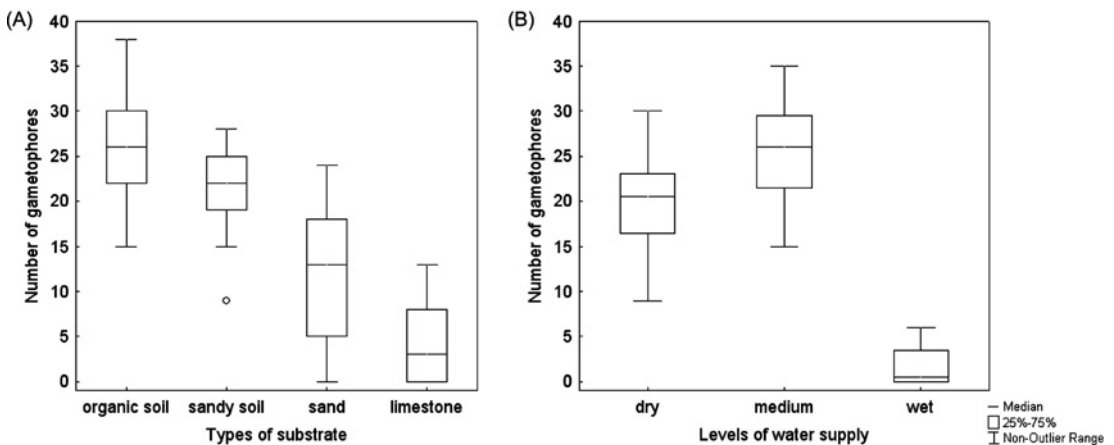 (A)
40
35
30
25
20
15
10
5
0
Number of gametophores
organic soil sandy soil sand limestone
Types of substrate
(B)
40
35
30
25
20
15
10
5
0
Number of gametophores
dry medium wet
Levels of water supply
Median
25%-75%
Non-Outlier Range